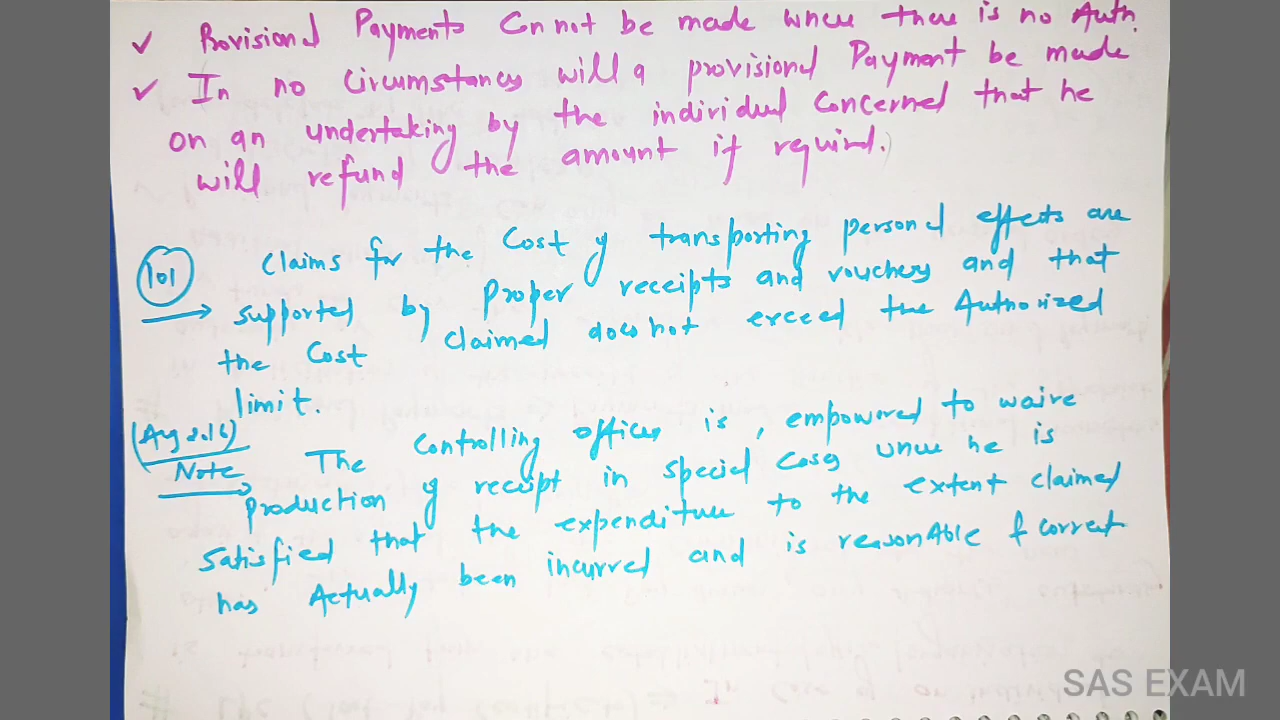 ✓ Provisional Payments Cannot be made where there is no Auth.
✓ In no circumstances will a provisional Payment be made
on an undertaking by the individual concerned that he
will refund the amount if required.
101 Claims for the Cost of transporting personal effects are
→ supported by proper receipts and vouchers and that
the Cost claimed does not exceed the Authorized
limit.
(Aug 2016)
Note → The Controlling officer is, empowered to waive
production of receipt in special Cases where he is
satisfied that the expenditure to the extent claimed
has Actually been incurred and is reasonAble & correct
SAS EXAM